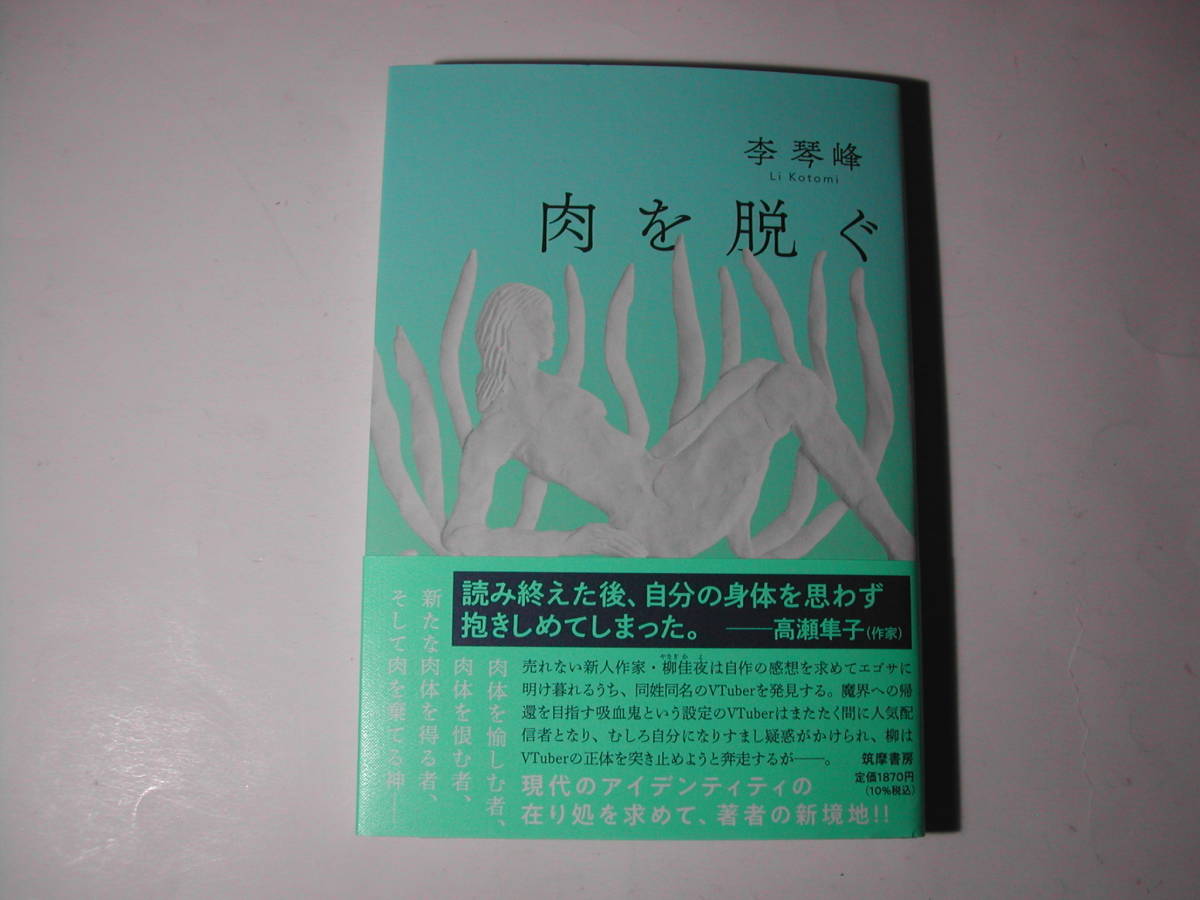 李琴峰
Li Kotomi
肉を脱ぐ
読み終えた後、自分の身体を思わず
抱きしめてしまった。 ——高瀬隼子(作家)
やなぎ か よ
売れない新人作家・柳佳夜は自作の感想を求めてエゴサに
明け暮れるうち、同姓同名のVTuberを発見する。魔界への帰
還を目指す吸血鬼という設定のVTuberはまたたく間に人気配
信者となり、むしろ自分になりすまし疑惑がかけられ、柳は
VTuberの正体を突き止めようと奔走するが——。
筑摩書房
定価1870円
(10%税込)
肉体を愉しむ者、
肉体を恨む者、
新たな肉体を得る者、
そして肉を棄てる神——
現代のアイデンティティの
在り処を求めて、著者の新境地!!